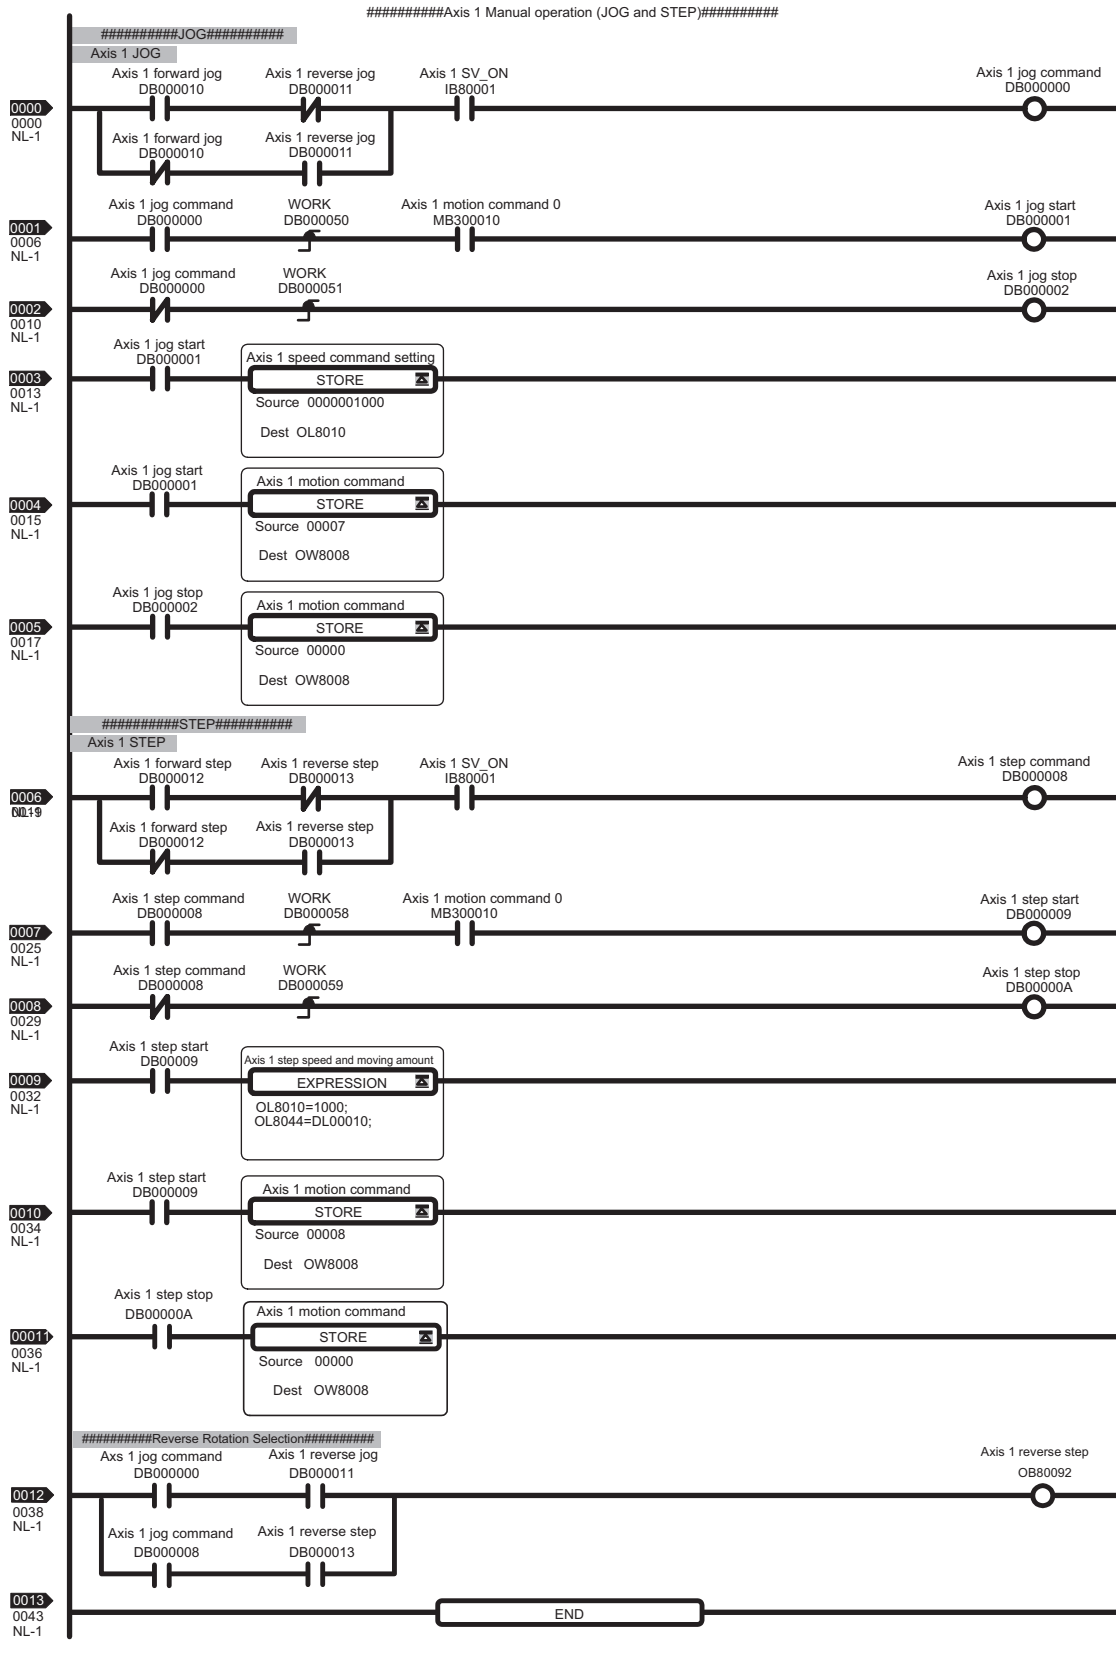 ##########Axis 1 Manual operation (JOG and STEP)##########
##########JOG##########
Axis 1 JOG
Axis 1 forward jog Axis 1 reverse jog Axis 1 SV_ON Axis 1 jog command
DB000010 DB000011 IB80001 DB000000
0000
0000
NL-1
Axis 1 forward jog Axis 1 reverse jog
DB000010 DB000011
Axis 1 jog command WORK Axis 1 motion command 0 Axis 1 jog start
DB000000 DB000050 MB300010 DB000001
0001
0006
NL-1
Axis 1 jog command WORK Axis 1 jog stop
DB000000 DB000051 DB000002
0002
0010
NL-1
Axis 1 jog start
DB000001 Axis 1 speed command setting
0003 STORE
0013
NL-1
Source 0000001000
Dest OL8010
Axis 1 jog start
DB000001 Axis 1 motion command
0004 STORE
0015
NL-1
Source 00007
Dest OW8008
Axis 1 jog stop
DB000002 Axis 1 motion command
0005 STORE
0017
NL-1
Source 00000
Dest OW8008
##########STEP##########
Axis 1 STEP
Axis 1 forward step Axis 1 reverse step Axis 1 SV_ON Axis 1 step command
DB000012 DB000013 IB80001 DB000008
0006
0019
NL-1
Axis 1 forward step Axis 1 reverse step
DB000012 DB000013
Axis 1 step command WORK Axis 1 motion command 0 Axis 1 step start
DB000008 DB000058 MB300010 DB000009
0007
0025
NL-1
Axis 1 step command WORK Axis 1 step stop
DB000008 DB000059 DB00000A
0008
0029
NL-1
Axis 1 step start
DB00009 Axis 1 step speed and moving amount
0009 EXPRESSION
0032
NL-1
OL8010=1000;
OL8044=DL00010;
Axis 1 step start
DB000009 Axis 1 motion command
0010 STORE
0034
NL-1
Source 00008
Dest OW8008
Axis 1 step stop
DB00000A Axis 1 motion command
00011 STORE
0036
NL-1
Source 00000
Dest OW8008
##########Reverse Rotation Selection##########
Axs 1 jog command Axis 1 reverse jog Axis 1 reverse step
DB000000 DB000011 OB80092
0012
0038
NL-1
Axis 1 jog command Axis 1 reverse step
DB000008 DB000013
0013
0043
NL-1
END